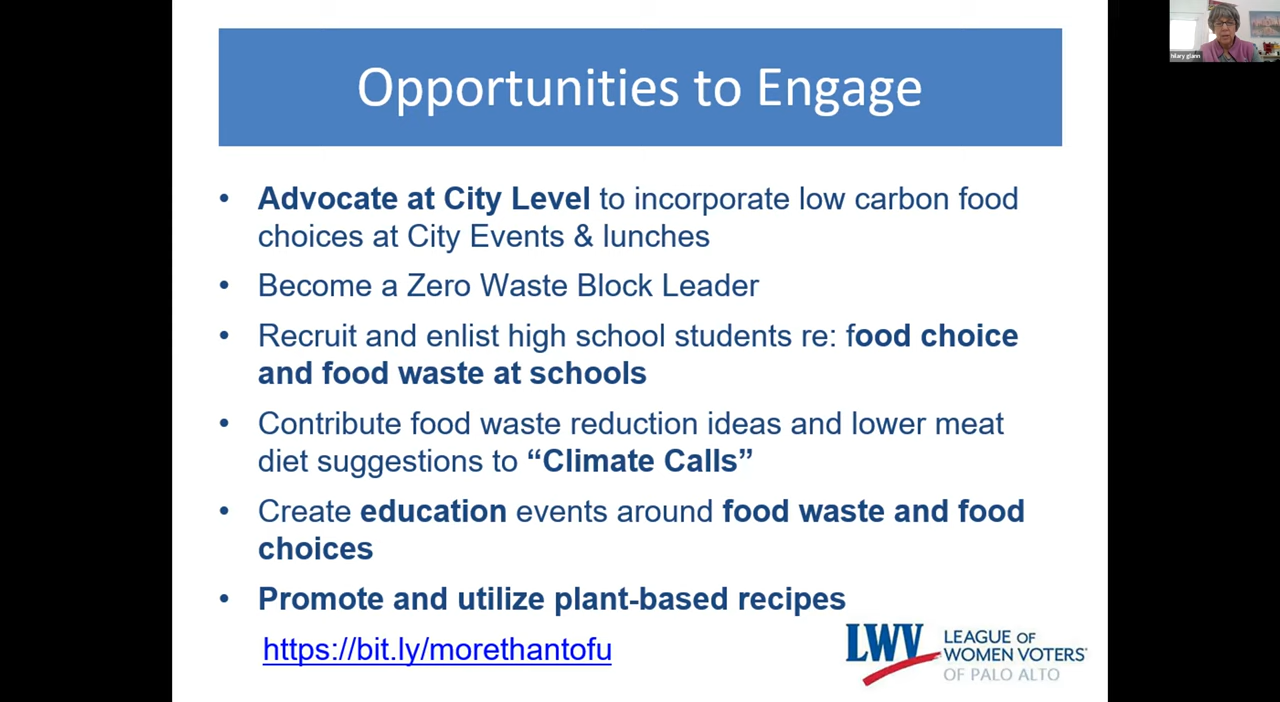 Opportunities to Engage
hilary glann
• Advocate at City Level to incorporate low carbon food
choices at City Events & lunches
• Become a Zero Waste Block Leader
• Recruit and enlist high school students re: food choice
and food waste at schools
• Contribute food waste reduction ideas and lower meat
diet suggestions to “Climate Calls”
• Create education events around food waste and food
choices
• Promote and utilize plant-based recipes
https://bit.ly/morethantofu
LWV
LEAGUE OF
WOMEN VOTERS®
OF PALO ALTO